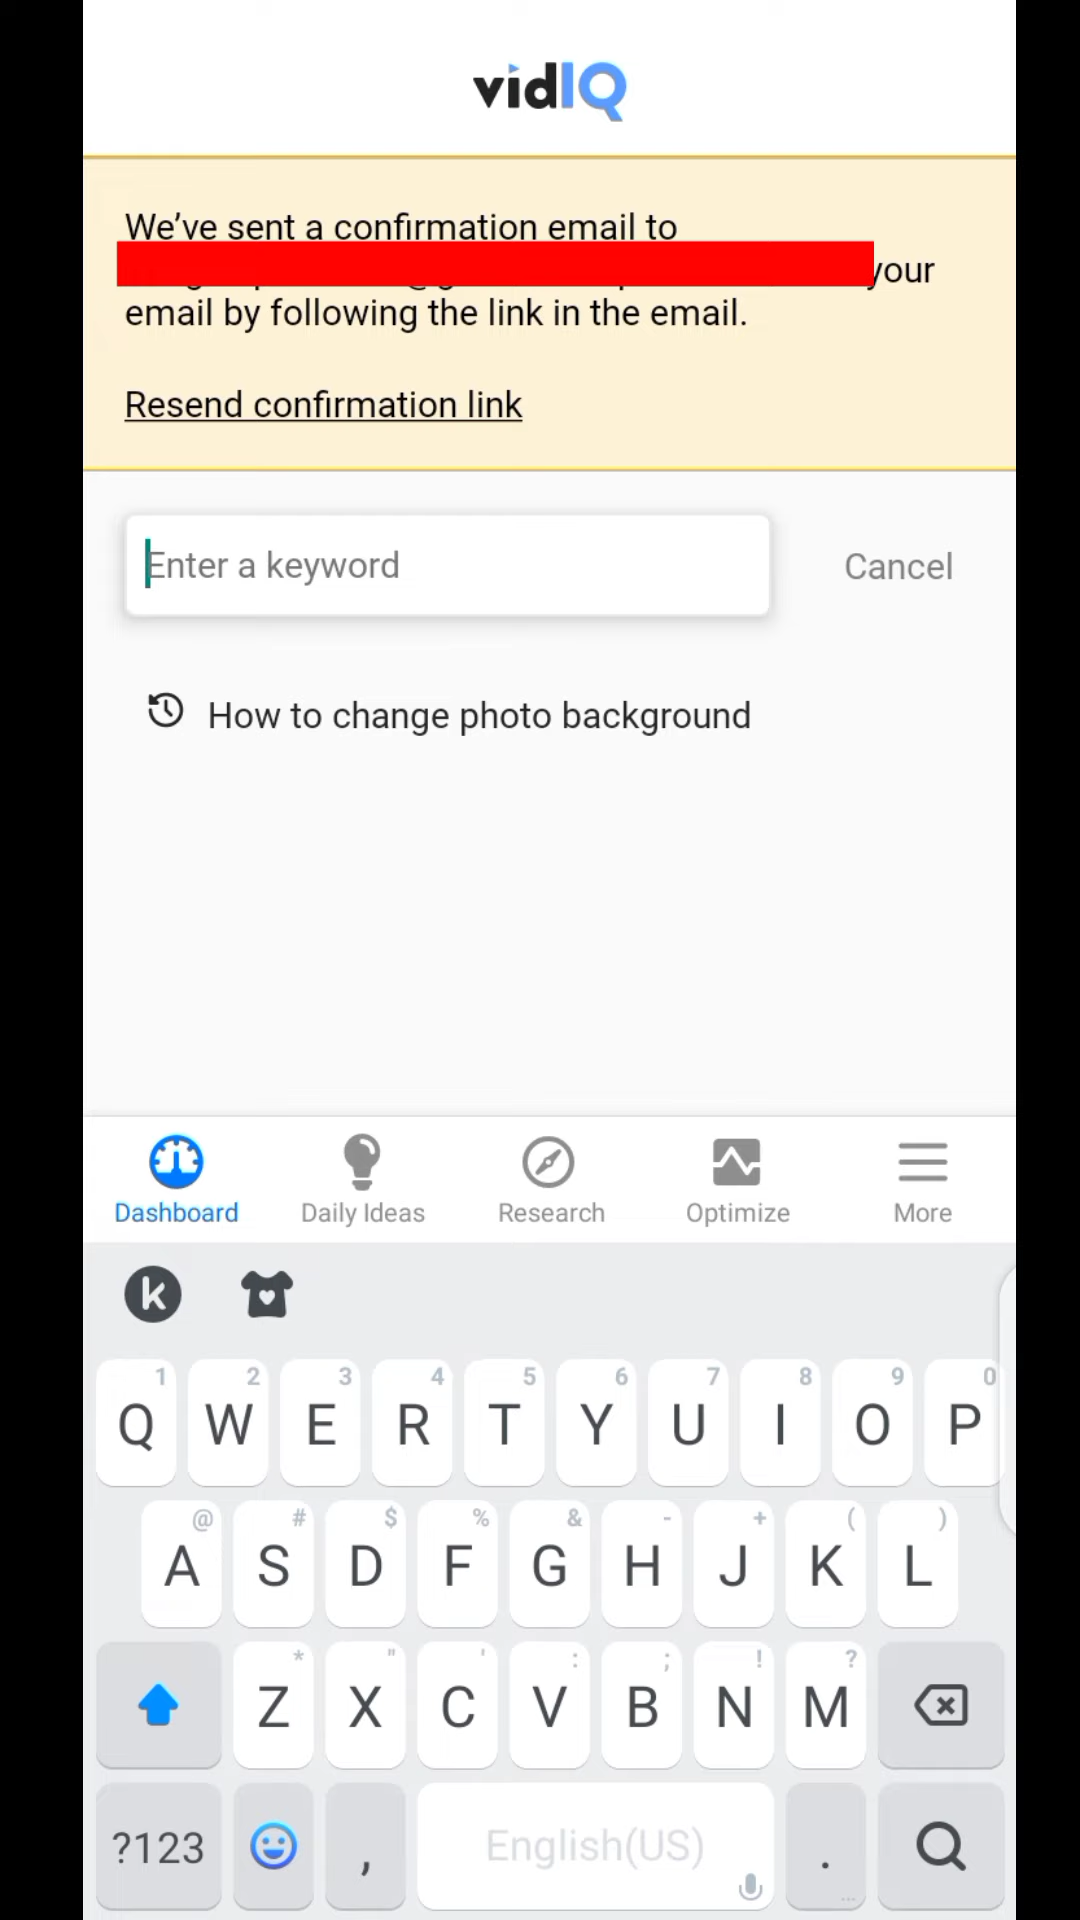 vidIQ
We’ve sent a confirmation email to
your
email by following the link in the email.
Resend confirmation link
Enter a keyword
Cancel
How to change photo background
Dashboard
Daily Ideas
Research
Optimize
More
k
1 2 3 4 5 6 7 8 9 0
Q W E R T Y U I O P
@ # $ % & - + ( )
A S D F G H J K L
* " ' : ; ! ?
Z X C V B N M
?123 , English(US) . ...